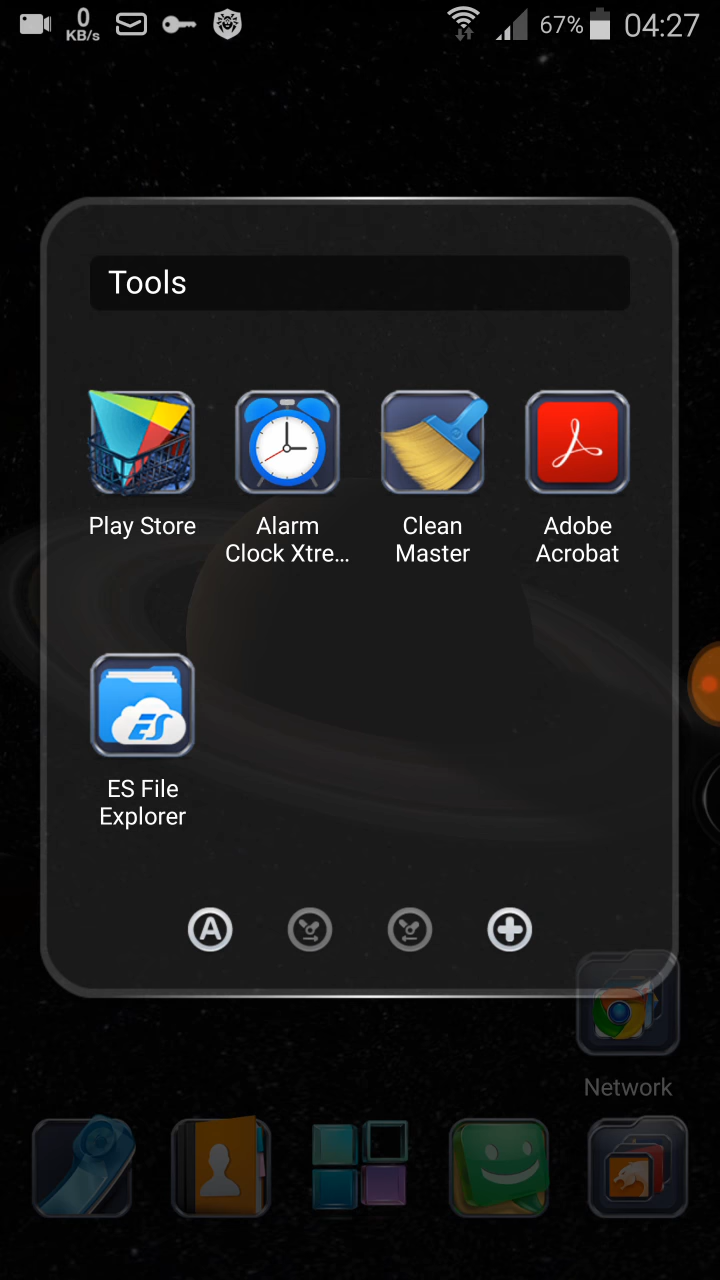 0
KB/s
67%
04:27
Tools
Play Store
Alarm
Clock Xtre...
Clean
Master
Adobe
Acrobat
ES
ES File
Explorer
A
Network